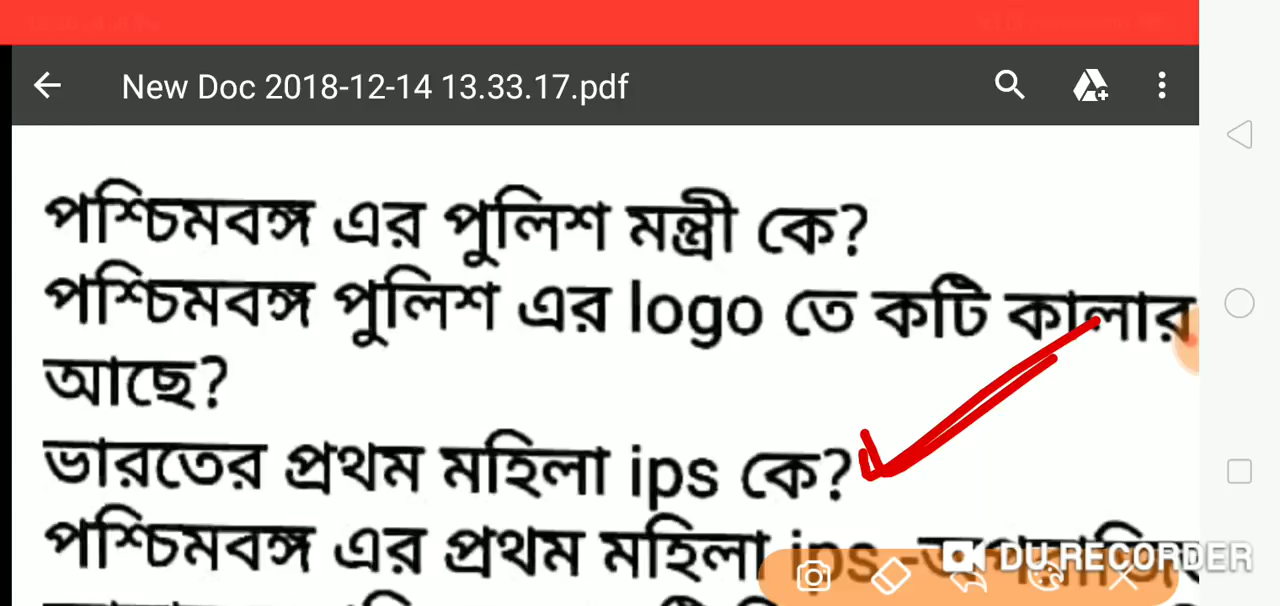 New Doc 2018-12-14 13.33.17.pdf
পশ্চিমবঙ্গ এর পুলিশ মন্ত্রী কে?
পশ্চিমবঙ্গ পুলিশ এর logo তে কটি কালার
আছে?
ভারতের প্রথম মহিলা ips কে?
পশ্চিমবঙ্গ এর প্রথম মহিলা ips -
DU RECORDER